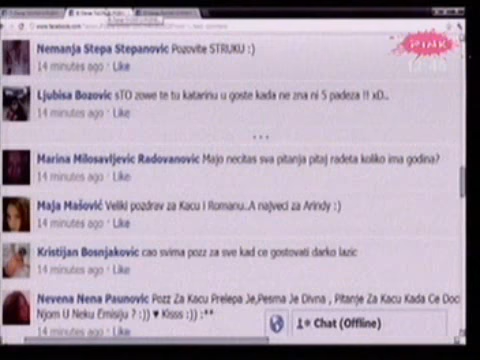 PINK
Nemanja Stepa Stepanovic Pozovite STRUKU :)
14 minutes ago · Like
Ljubisa Bozovic sTO zowe te tu katarinu u goste kada ne zna ni 5 padeza !! xD..
14 minutes ago · Like
...
Marina Milosavljevic Radovanovic Majo necitas sva pitanja pitaj radeta koliko ima godina?
14 minutes ago · Like
Maja Mašović Veliki pozdrav za Kacu I Romanu..A najveci za Arindy :)
14 minutes ago · Like
Kristijan Bosnjakovic cao svima pozz za sve kad ce gostovati darko lazic
14 minutes ago · Like
Nevena Nena Paunovic Pozz Za Kacu Prelepa Je,Pesma Je Divna , Pitanje Za Kacu Kada Ce Doc
Njom U Neku Emisiju ? :)) ♥ Kisss :)) :**
14 minutes ago · Like
Chat (Offline)